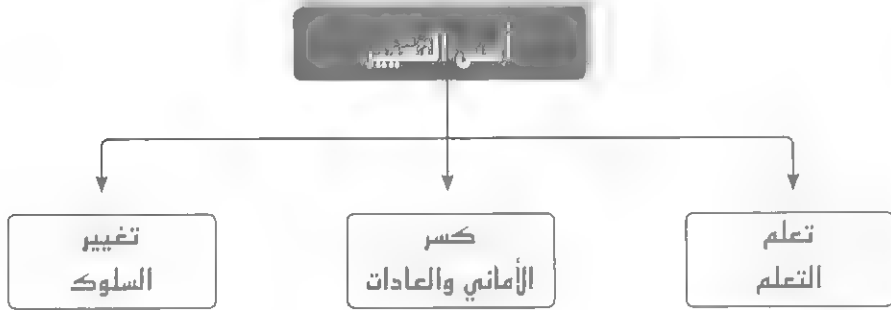 تعلم
التعلم
كسر
الأماني والعادات
تغيير
السلوك